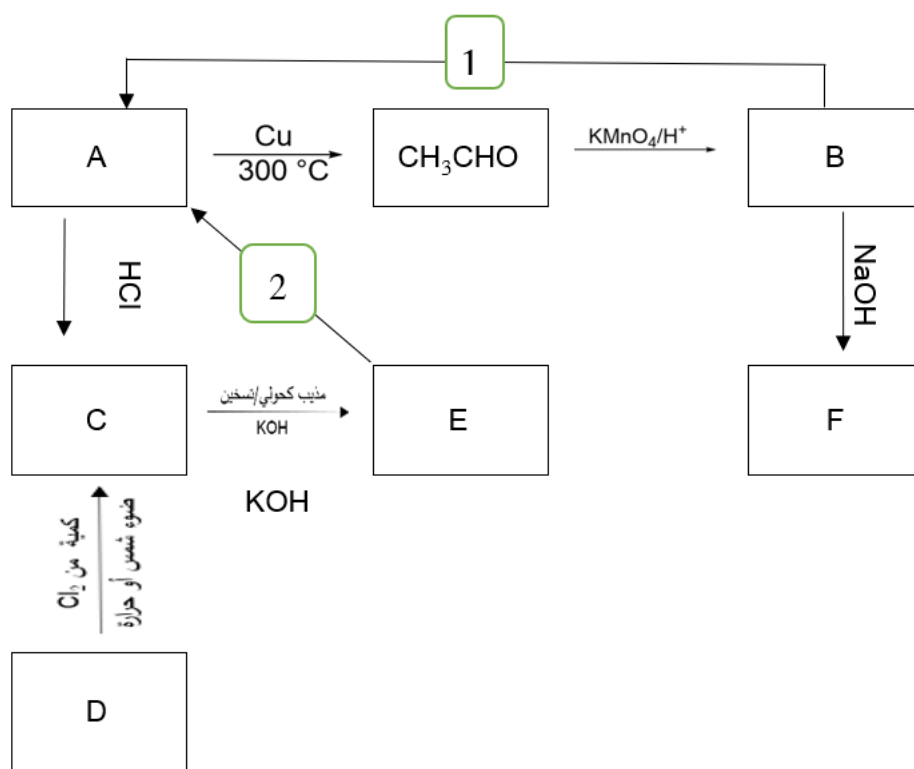 1
A
Cu
300 °C
CH₃CHO
KMnO₄/H⁺
B
HCl
2
NaOH
C
مذيب كحولي/تسخين
KOH
E
F
KOH
كمية من Cl₂
ضوء شمس أو حرارة
D